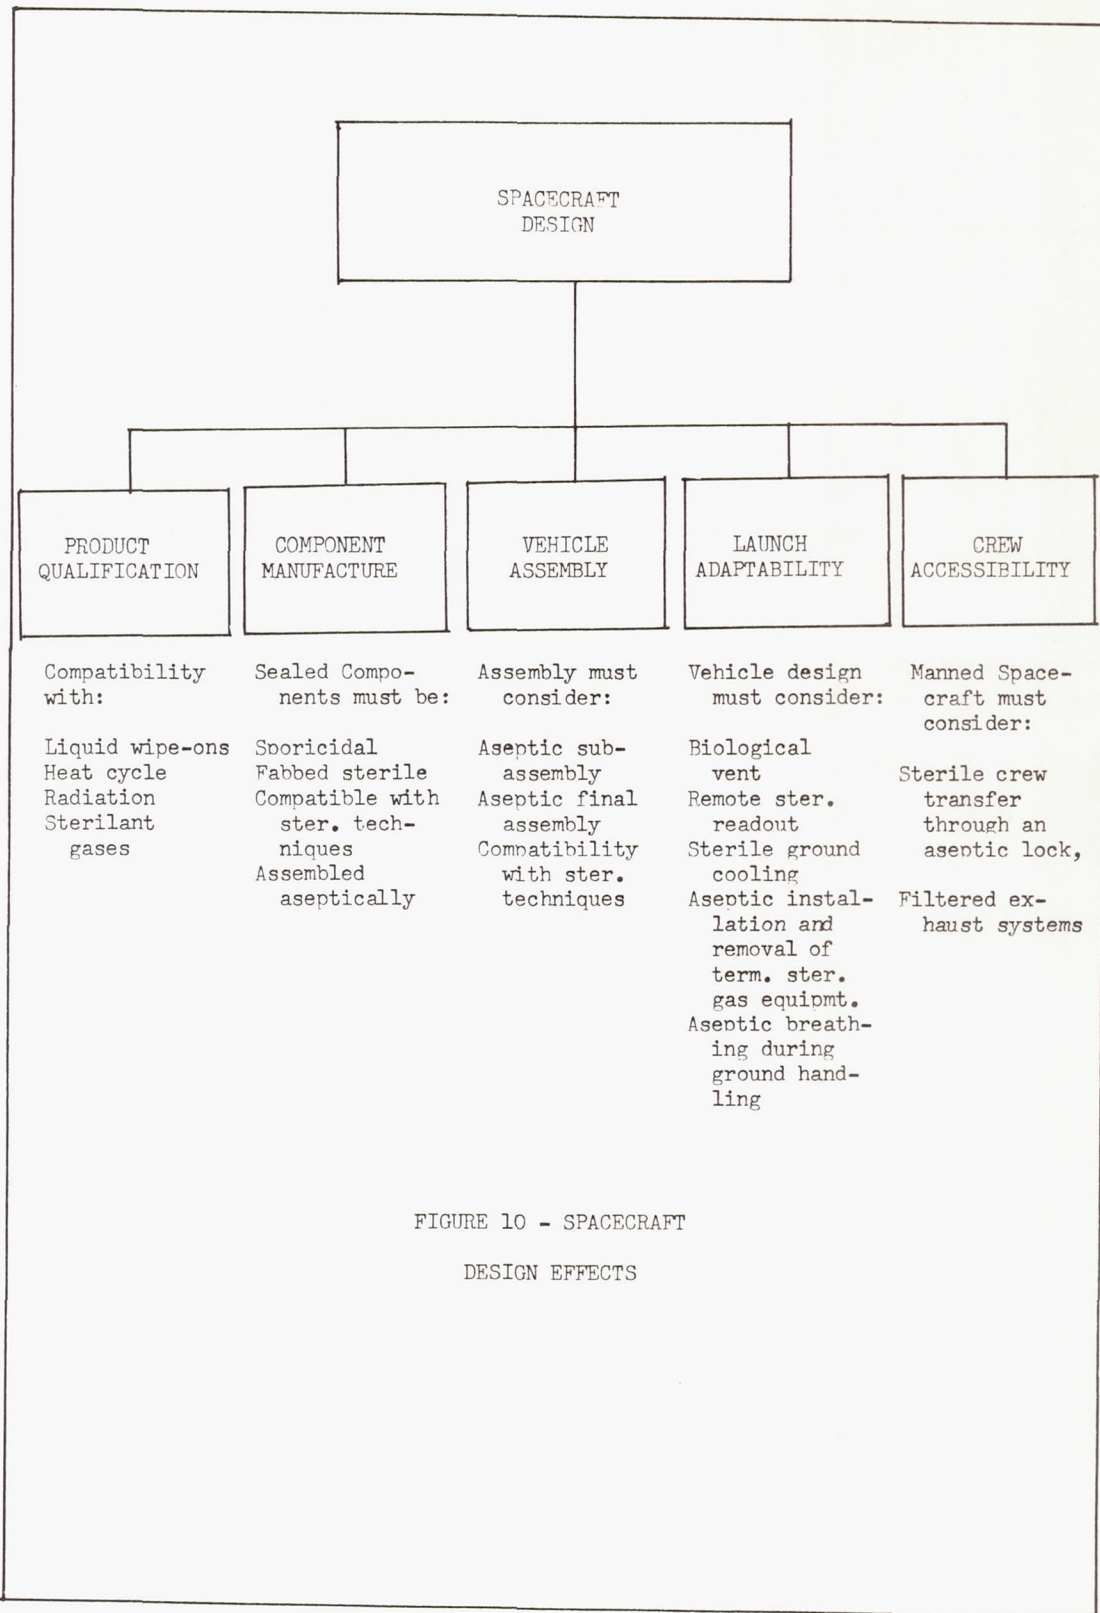 SPACECRAFT
DESIGN
PRODUCT
QUALIFICATION
Compatibility
with:
Liquid wipe-ons
Heat cycle
Radiation
Sterilant
gases
COMPONENT
MANUFACTURE
Sealed Compo-
nents must be:
Sporicidal
Fabbed sterile
Compatible with
ster. tech-
niques
Assembled
aseptically
VEHICLE
ASSEMBLY
Assembly must
consider:
Aseptic sub-
assembly
Aseptic final
assembly
Compatibility
with ster.
techniques
LAUNCH
ADAPTABILITY
Vehicle design
must consider:
Biological
vent
Remote ster.
readout
Sterile ground
cooling
Aseptic instal-
lation and
removal of
term. ster.
gas equipmt.
Aseptic breath-
ing during
ground hand-
ling
CREW
ACCESSIBILITY
Manned Space-
craft must
consider:
Sterile crew
transfer
through an
aseptic lock,
Filtered ex-
haust systems
FIGURE 10 - SPACECRAFT
DESIGN EFFECTS